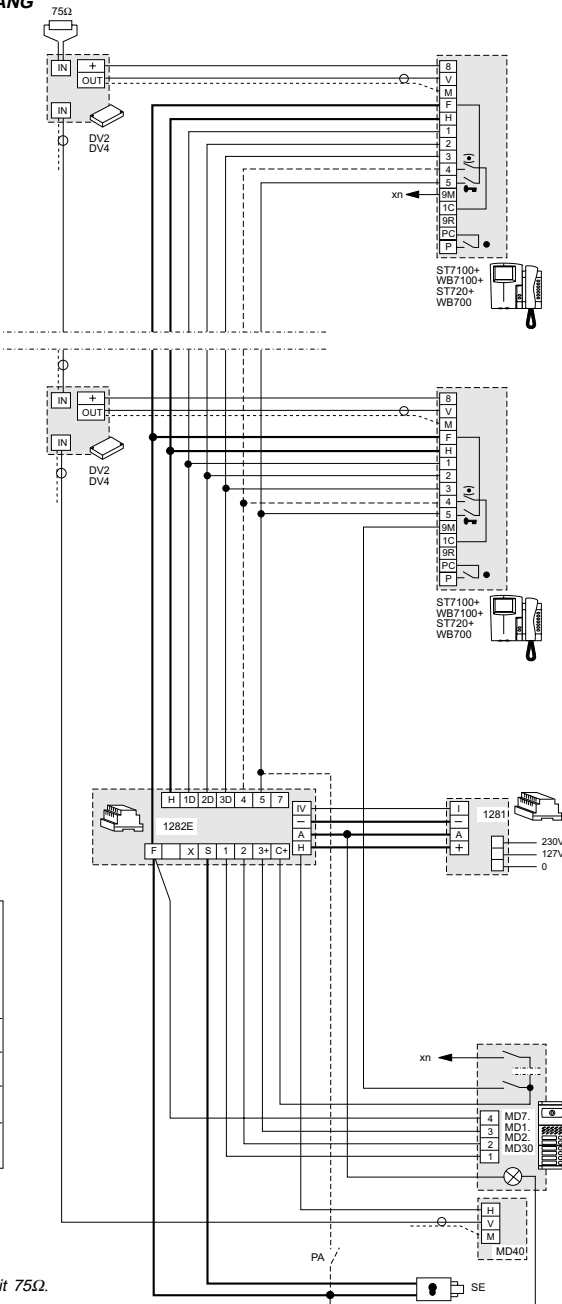 ANG
75Ω
IN
+
OUT
IN
DV2
DV4
8
V
M
F
H
1
2
3
4
5
9M
1C
9R
PC
P
xn
ST7100+
WB7100+
ST720+
WB700
IN
+
OUT
IN
DV2
DV4
8
V
M
F
H
1
2
3
4
5
9M
1C
9R
PC
P
ST7100+
WB7100+
ST720+
WB700
H 1D 2D 3D 4 5 7
1282E
IV
–
A
H
F X S 1 2 3+ C+
I
–
A
+
1281
230V
127V
0
xn
4
3
2
1
MD7.
MD1.
MD2.
MD30
H
V
M
MD40
PA
SE
it 75Ω.